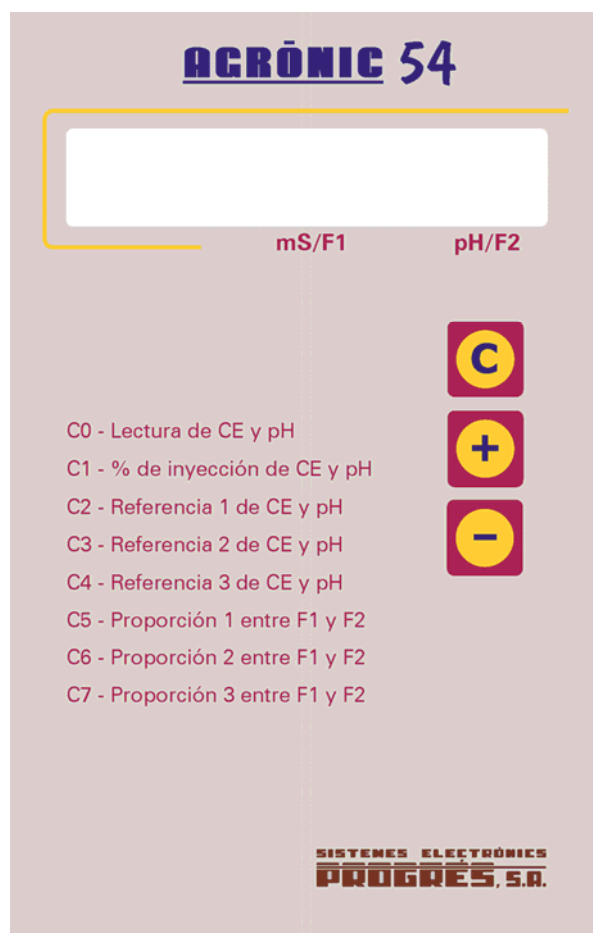 AGRÒNIC 54
mS/F1 pH/F2
C
C0 - Lectura de CE y pH
+
C1 - % de inyección de CE y pH
C2 - Referencia 1 de CE y pH
-
C3 - Referencia 2 de CE y pH
C4 - Referencia 3 de CE y pH
C5 - Proporción 1 entre F1 y F2
C6 - Proporción 2 entre F1 y F2
C7 - Proporción 3 entre F1 y F2
SISTEMES ELECTRÒNICS
PROGRÉS, S.A.